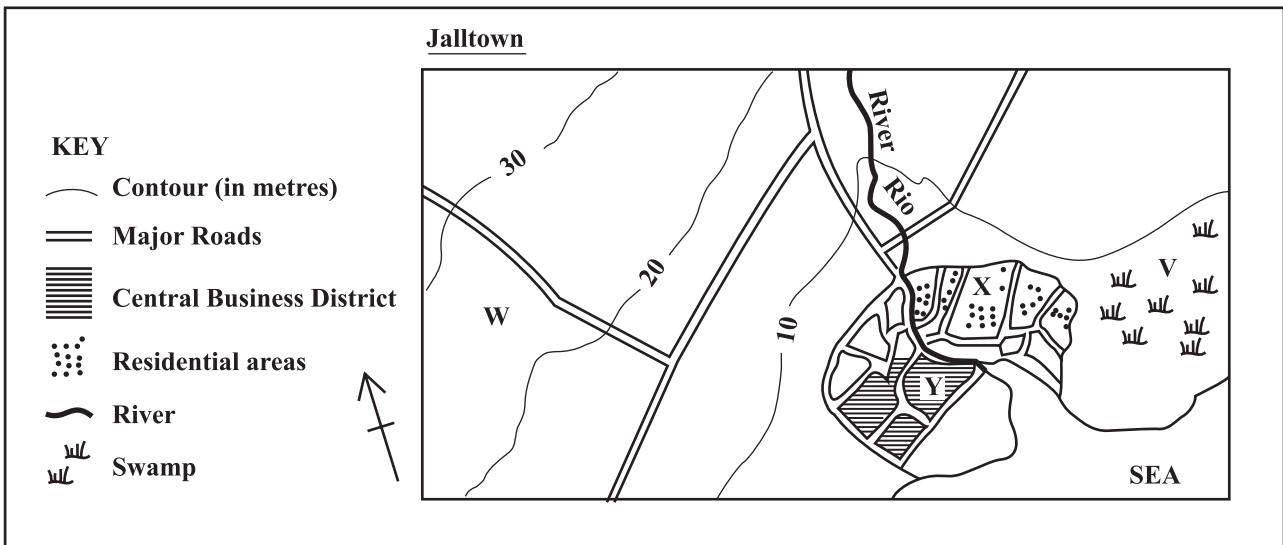 Jalltown
KEY
Contour (in metres)
Major Roads
Central Business District
Residential areas
River
Swamp
30
20
10
W
River
Rio
X
V
Y
SEA